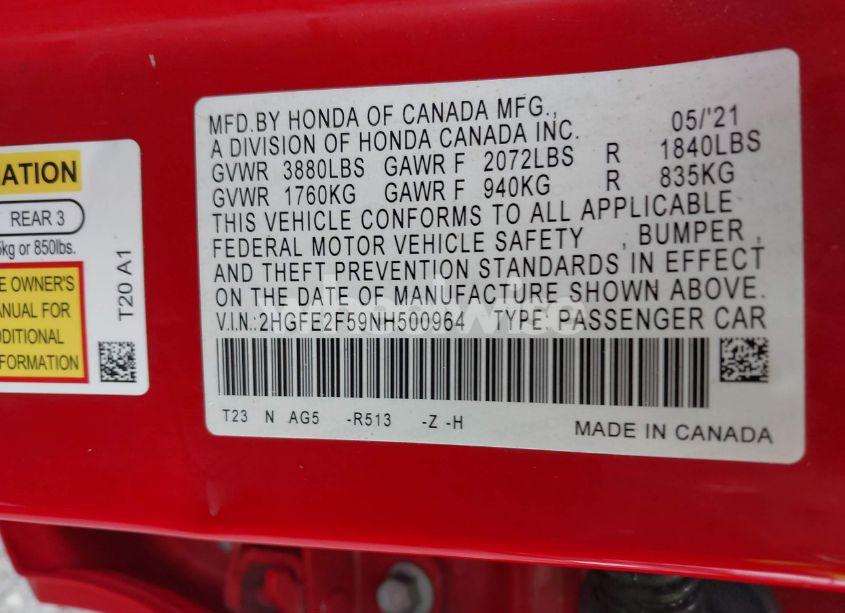 ATION
REAR 3
kg or 850lbs.
E OWNER'S
ANUAL FOR
DDITIONAL
FORMATION
T20 A1
MFD.BY HONDA OF CANADA MFG., 05/'21
A DIVISION OF HONDA CANADA INC.
GVWR 3880LBS GAWR F 2072LBS R 1840LBS
GVWR 1760KG GAWR F 940KG R 835KG
THIS VEHICLE CONFORMS TO ALL APPLICABLE
FEDERAL MOTOR VEHICLE SAFETY , BUMPER ,
AND THEFT PREVENTION STANDARDS IN EFFECT
ON THE DATE OF MANUFACTURE SHOWN ABOVE.
V.I.N.:2HGFE2F59NH500964 TYPE: PASSENGER CAR
T23 N AG5 -R513 -Z -H
MADE IN CANADA